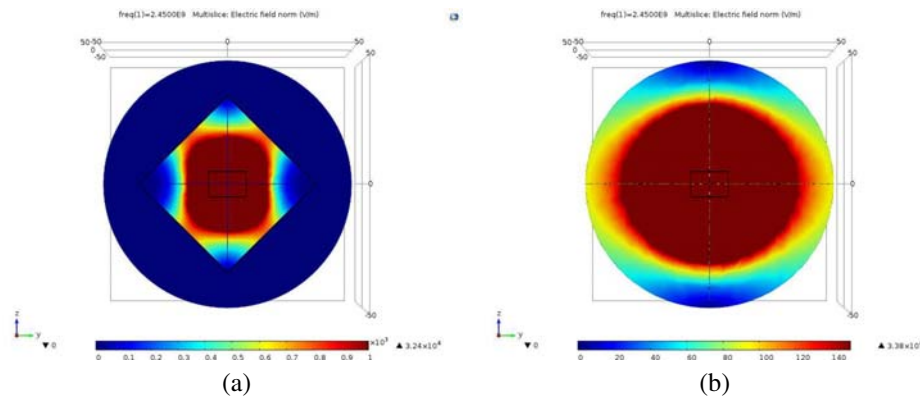 freq(1)=2.4500E9 Multislice: Electric field norm (V/m)
freq(1)=2.4500E9 Multislice: Electric field norm (V/m)
50 0 50
0
-50 50
0
-50
z
y
▼ 0
0 0.1 0.2 0.3 0.4 0.5 0.6 0.7 0.8 0.9 1
×10³
▲ 3.24×10⁴
50 0 50
0
-50 50
0
-50
z
y
▼ 0
0 20 40 60 80 100 120 140
(a)
(b)